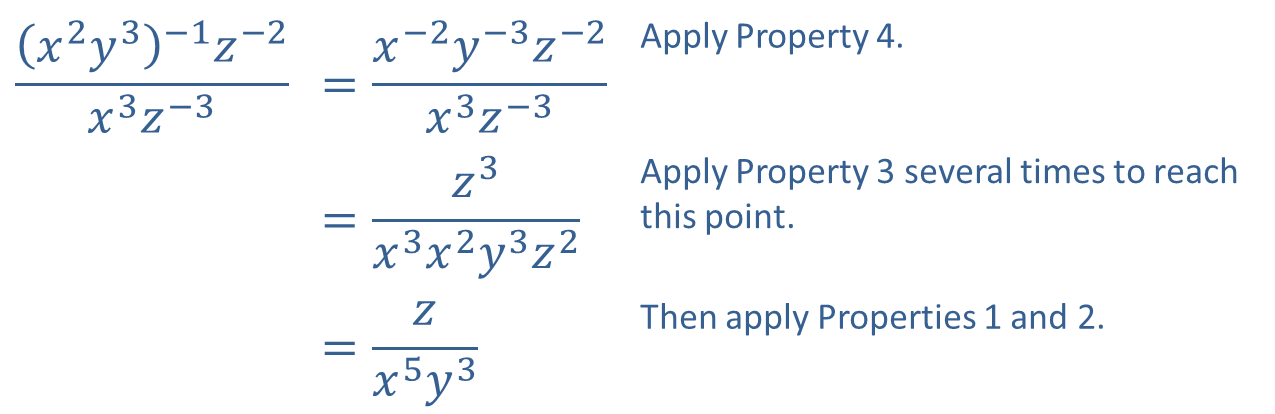 (x²y³)⁻¹z⁻² / x³z⁻³ = x⁻²y⁻³z⁻² / x³z⁻³ Apply Property 4.
= z³ / x³x²y³z² Apply Property 3 several times to reach
this point.
= z / x⁵y³ Then apply Properties 1 and 2.